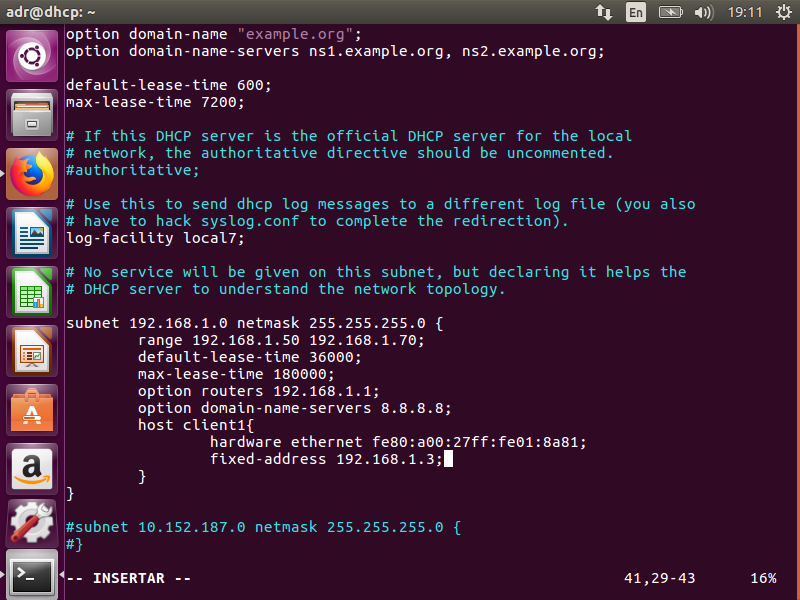 adr@dhcp: ~
En
19:11
option domain-name "example.org";
option domain-name-servers ns1.example.org, ns2.example.org;
default-lease-time 600;
max-lease-time 7200;
# If this DHCP server is the official DHCP server for the local
# network, the authoritative directive should be uncommented.
#authoritative;
# Use this to send dhcp log messages to a different log file (you also
# have to hack syslog.conf to complete the redirection).
log-facility local7;
# No service will be given on this subnet, but declaring it helps the
# DHCP server to understand the network topology.
subnet 192.168.1.0 netmask 255.255.255.0 {
        range 192.168.1.50 192.168.1.70;
        default-lease-time 36000;
        max-lease-time 180000;
        option routers 192.168.1.1;
        option domain-name-servers 8.8.8.8;
        host client1{
                hardware ethernet fe80:a00:27ff:fe01:8a81;
                fixed-address 192.168.1.3;
        }
}
#subnet 10.152.187.0 netmask 255.255.255.0 {
#}
-- INSERTAR --    41,29-43    16%